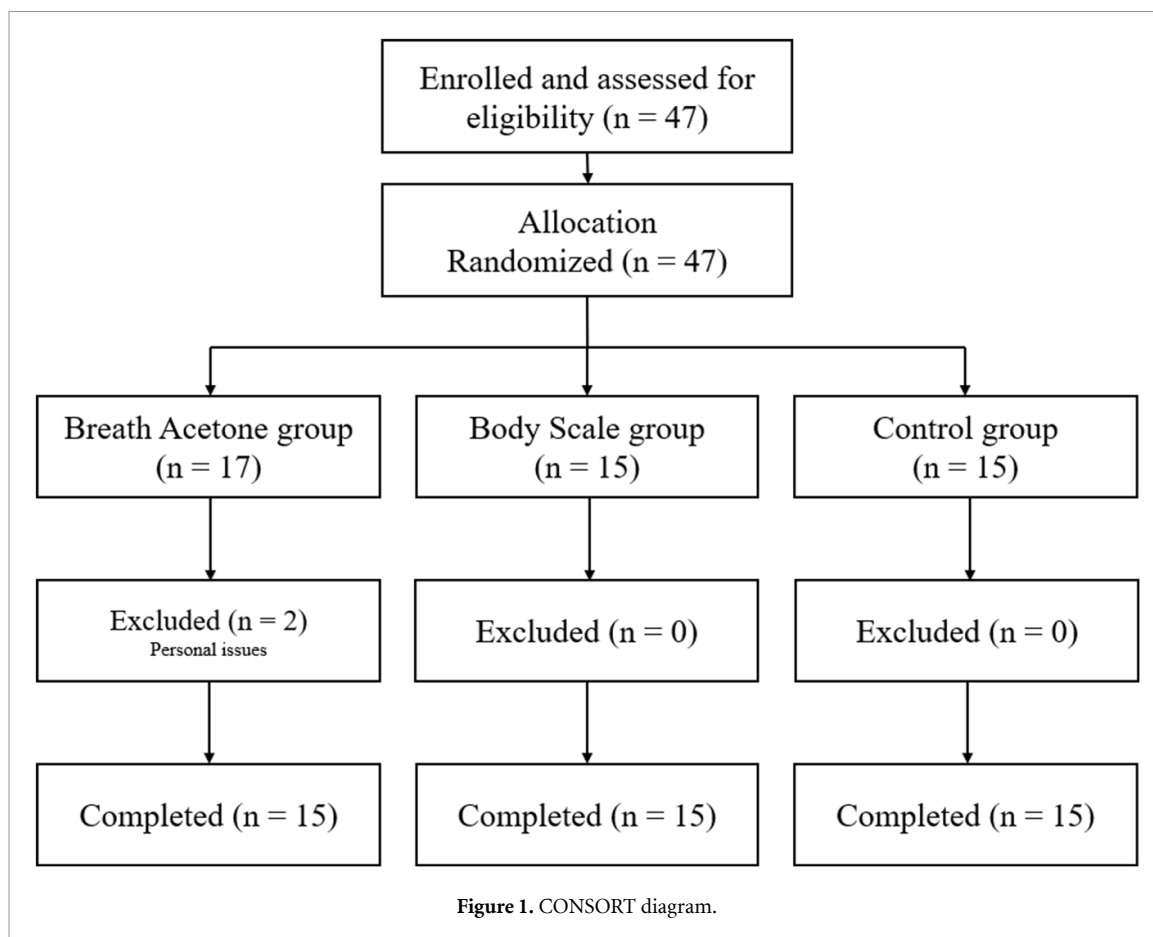 Enrolled and assessed for
eligibility (n = 47)
Allocation
Randomized (n = 47)
Breath Acetone group
(n = 17)
Body Scale group
(n = 15)
Control group
(n = 15)
Excluded (n = 2)
Personal issues
Excluded (n = 0)
Excluded (n = 0)
Completed (n = 15)
Completed (n = 15)
Completed (n = 15)
Figure 1. CONSORT diagram.